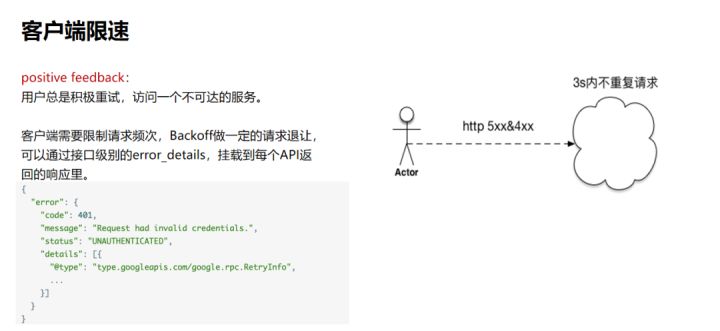 客户端限速
positive feedback:
用户总是积极重试，访问一个不可达的服务。
客户端需要限制请求频次，Backoff做一定的请求退让，
可以通过接口级别的error_details，挂载到每个API返
回的响应里。
{
  "error": {
    "code": 401,
    "message": "Request had invalid credentials.",
    "status": "UNAUTHENTICATED",
    "details": [{
      "@type": "type.googleapis.com/google.rpc.RetryInfo",
      ...
    }]
  }
}
3s内不重复请求
http 5xx&4xx
Actor